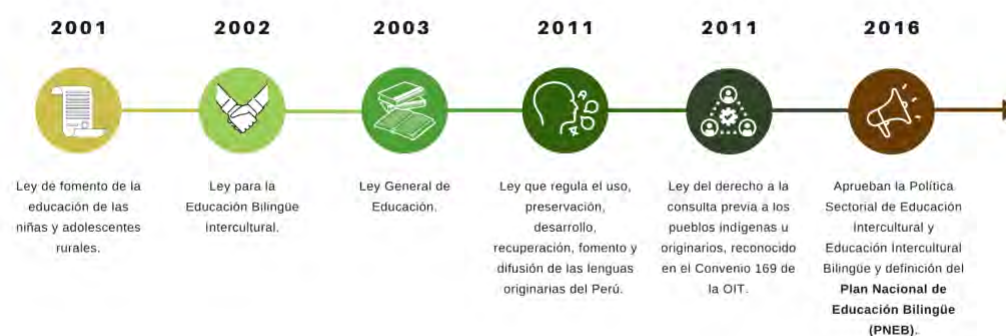 2001
Ley de fomento de la
educación de las
niñas y adolescentes
rurales.
2002
Ley para la
Educación Bilingüe
Intercultural.
2003
Ley General de
Educación.
2011
Ley que regula el uso,
preservación,
desarrollo,
recuperación, fomento y
difusión de las lenguas
originarias del Perú.
2011
Ley del derecho a la
consulta previa a los
pueblos indígenas u
originarios, reconocido
en el Convenio 169 de
la OIT.
2016
Aprueban la Política
Sectorial de Educación
Intercultural y
Educación Intercultural
Bilingüe y definición del
Plan Nacional de
Educación Bilingüe
(PNEB).